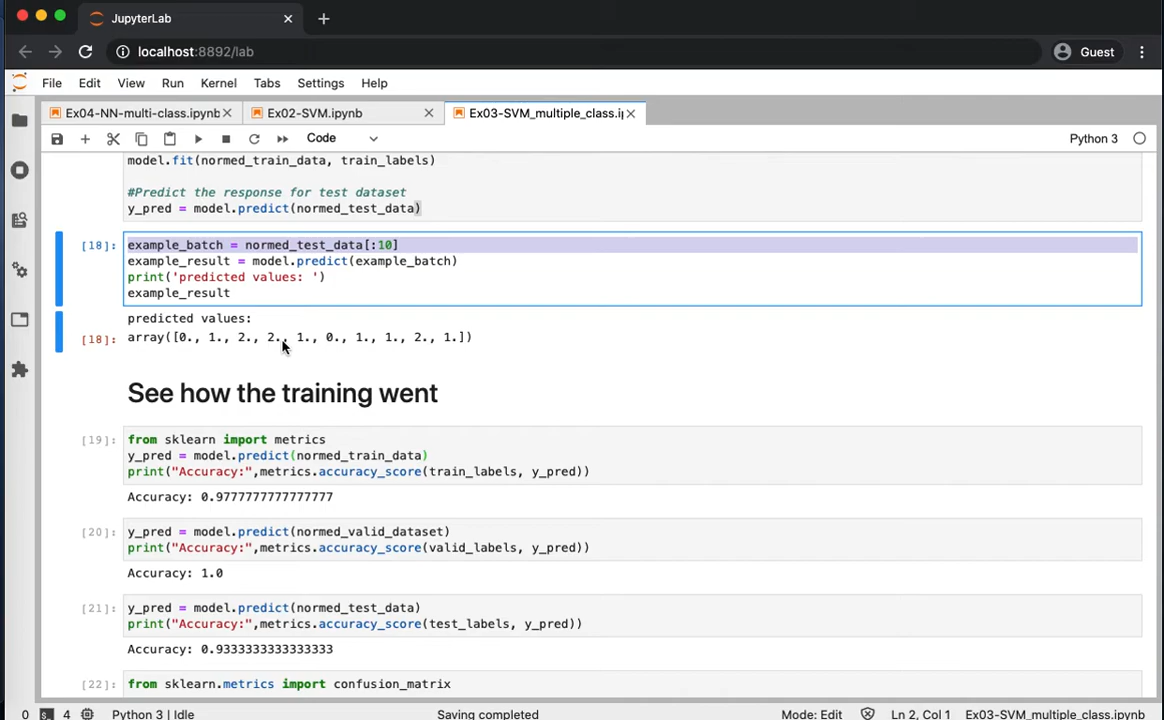 JupyterLab
localhost:8892/lab
Guest
File Edit View Run Kernel Tabs Settings Help
Ex04-NN-multi-class.ipynb Ex02-SVM.ipynb Ex03-SVM_multiple_class.i
Code Python 3
model.fit(normed_train_data, train_labels)
#Predict the response for test dataset
y_pred = model.predict(normed_test_data)
[18]: example_batch = normed_test_data[:10]
example_result = model.predict(example_batch)
print('predicted values: ')
example_result
predicted values:
[18]: array([0., 1., 2., 2., 1., 0., 1., 1., 2., 1.])
See how the training went
[19]: from sklearn import metrics
y_pred = model.predict(normed_train_data)
print("Accuracy:",metrics.accuracy_score(train_labels, y_pred))
Accuracy: 0.9777777777777777
[20]: y_pred = model.predict(normed_valid_dataset)
print("Accuracy:",metrics.accuracy_score(valid_labels, y_pred))
Accuracy: 1.0
[21]: y_pred = model.predict(normed_test_data)
print("Accuracy:",metrics.accuracy_score(test_labels, y_pred))
Accuracy: 0.9333333333333333
[22]: from sklearn.metrics import confusion_matrix
0 4 Python 3 | Idle Saving completed Mode: Edit Ln 2, Col 1 Ex03-SVM_multiple_class.ipynb